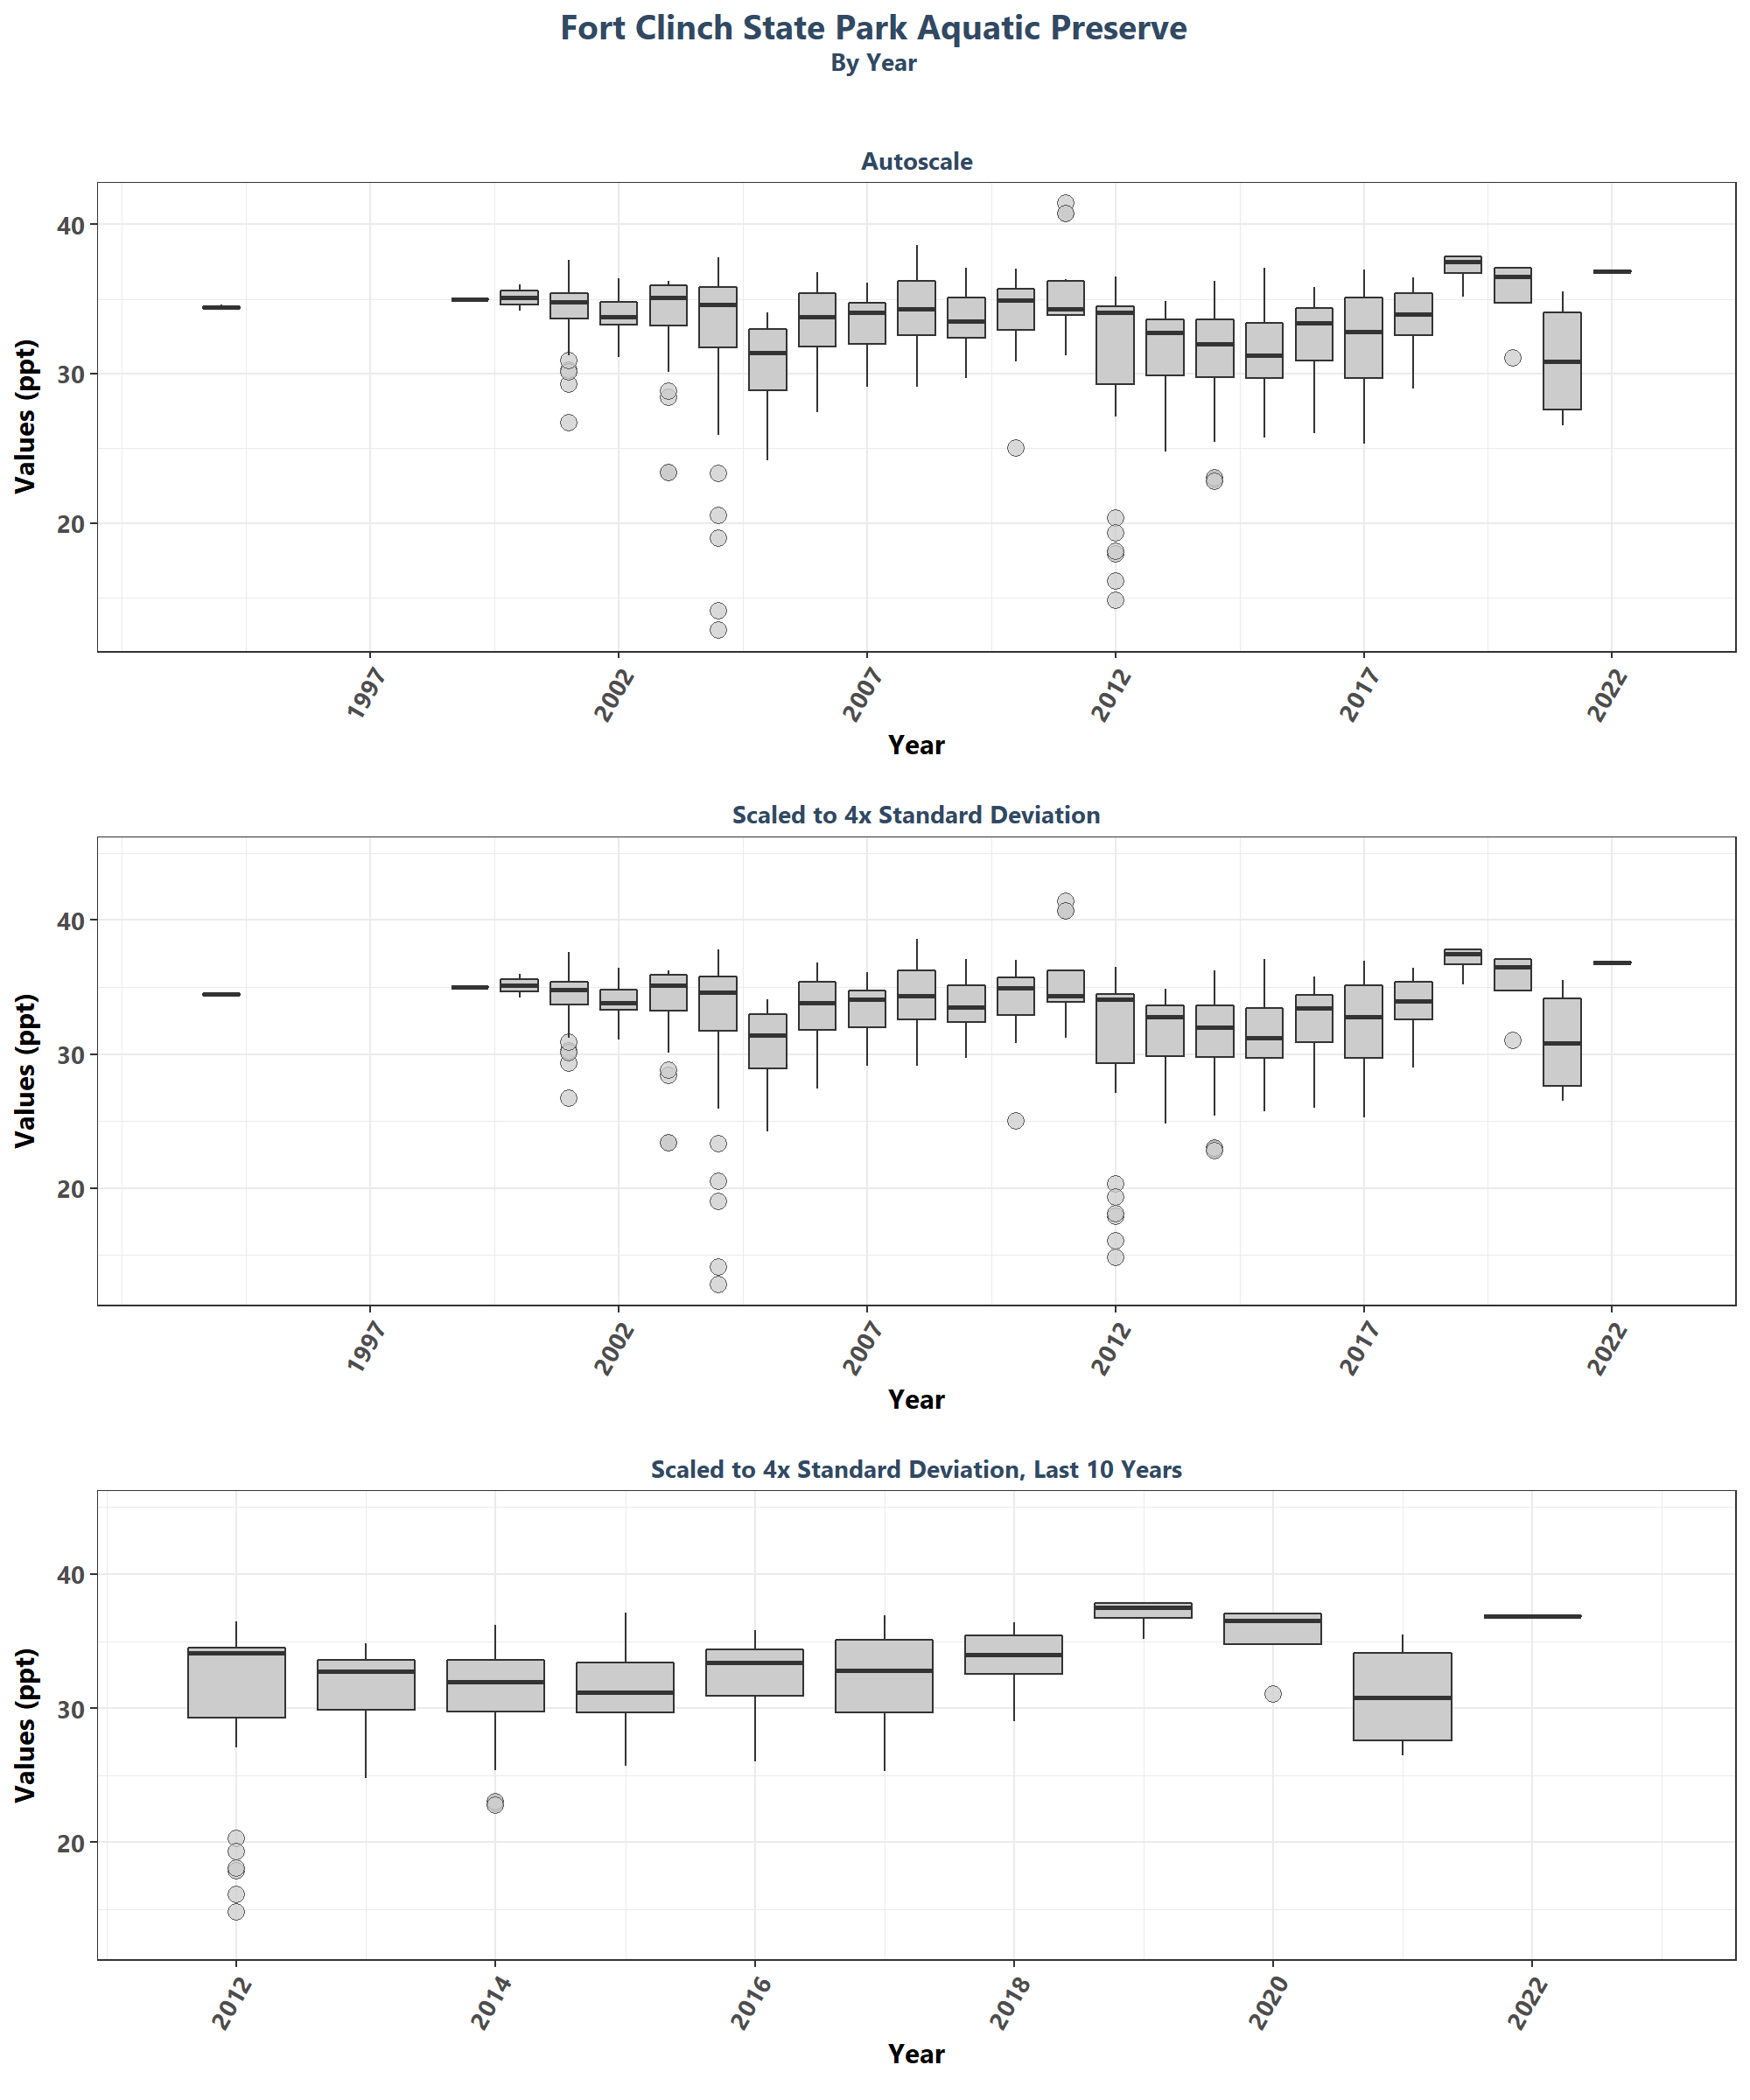 Fort Clinch State Park Aquatic Preserve
By Year
Autoscale
Values (ppt)
40
30
20
1997
2002
2007
2012
2017
2022
Year
Scaled to 4x Standard Deviation
Values (ppt)
40
30
20
1997
2002
2007
2012
2017
2022
Year
Scaled to 4x Standard Deviation, Last 10 Years
Values (ppt)
40
30
20
2012
2014
2016
2018
2020
2022
Year